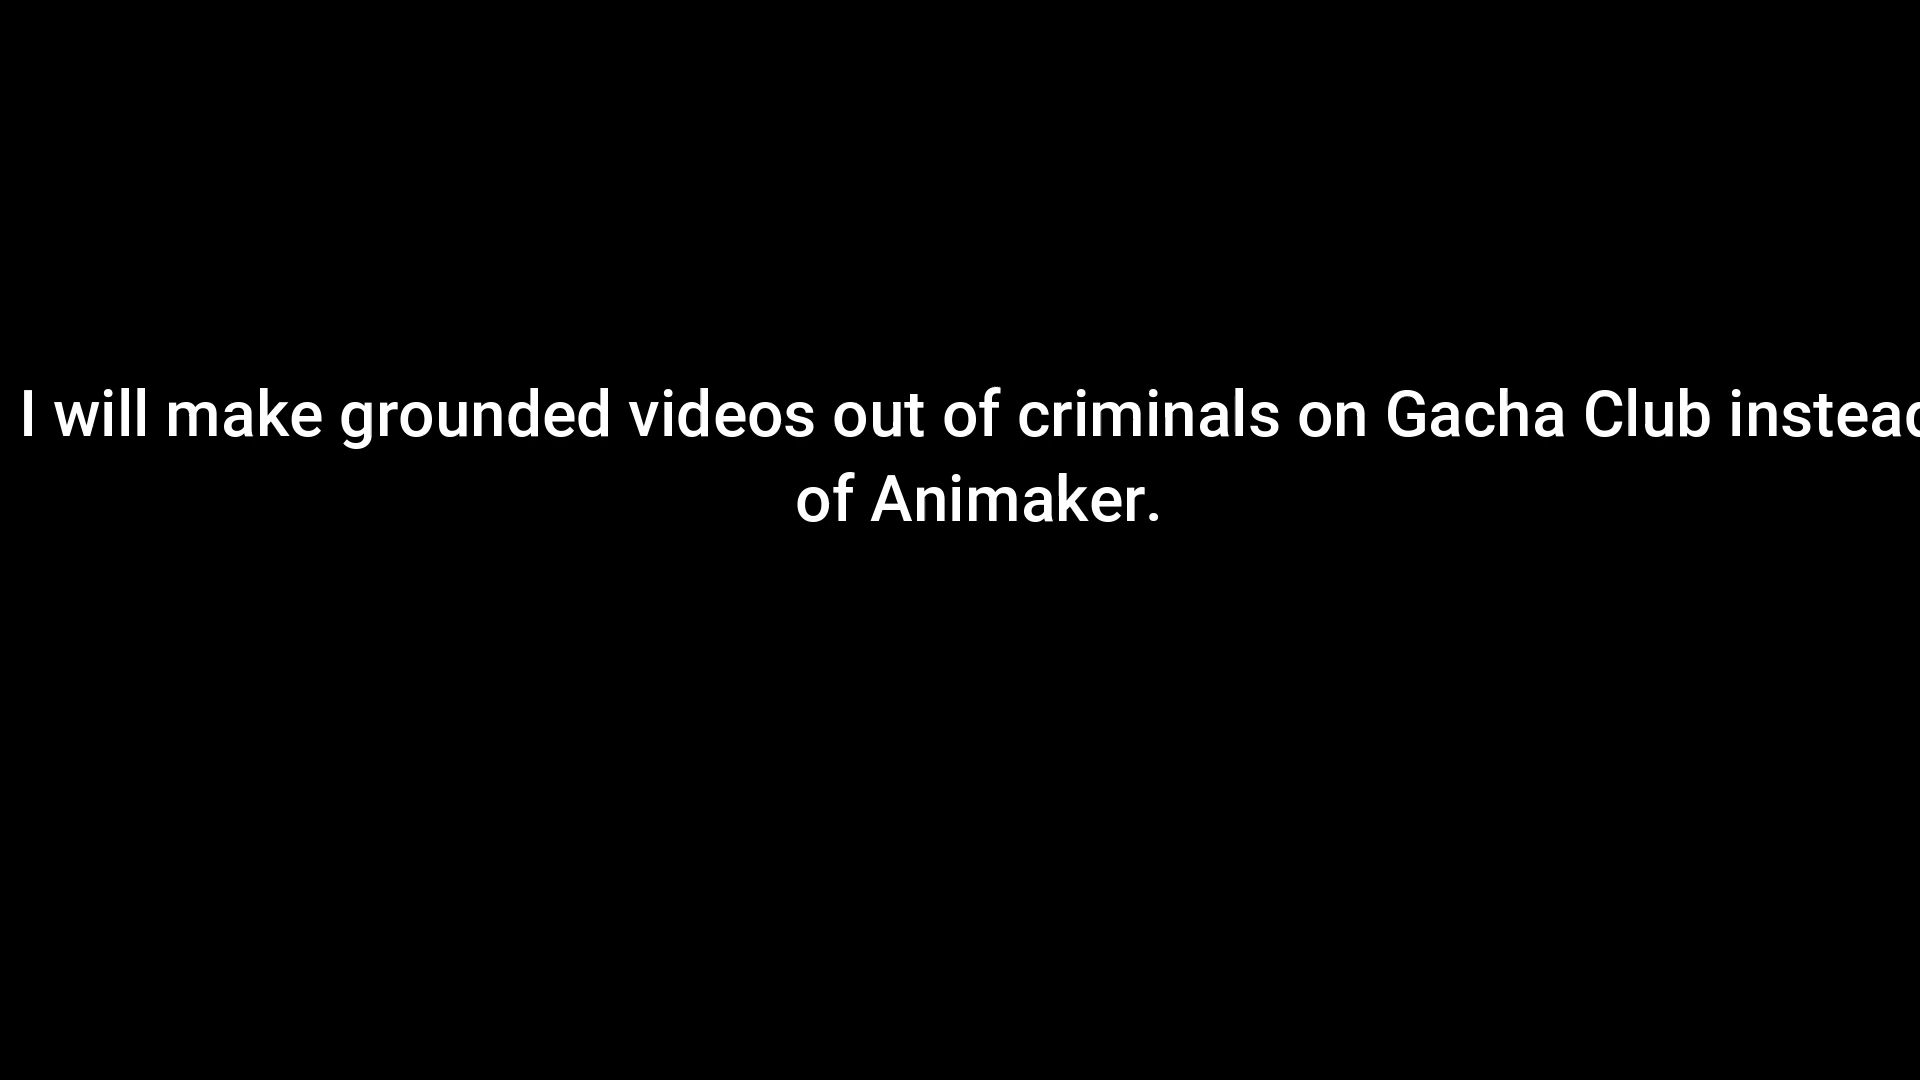 I will make grounded videos out of criminals on Gacha Club instead
of Animaker.